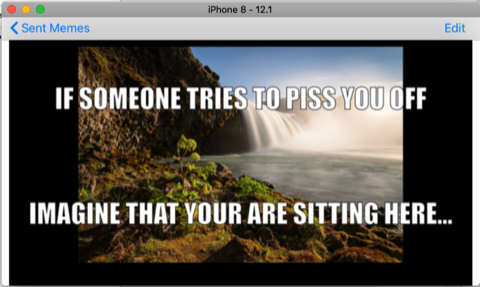 iPhone 8 - 12.1
Sent Memes Edit
IF SOMEONE TRIES TO PISS YOU OFF
IMAGINE THAT YOUR ARE SITTING HERE...